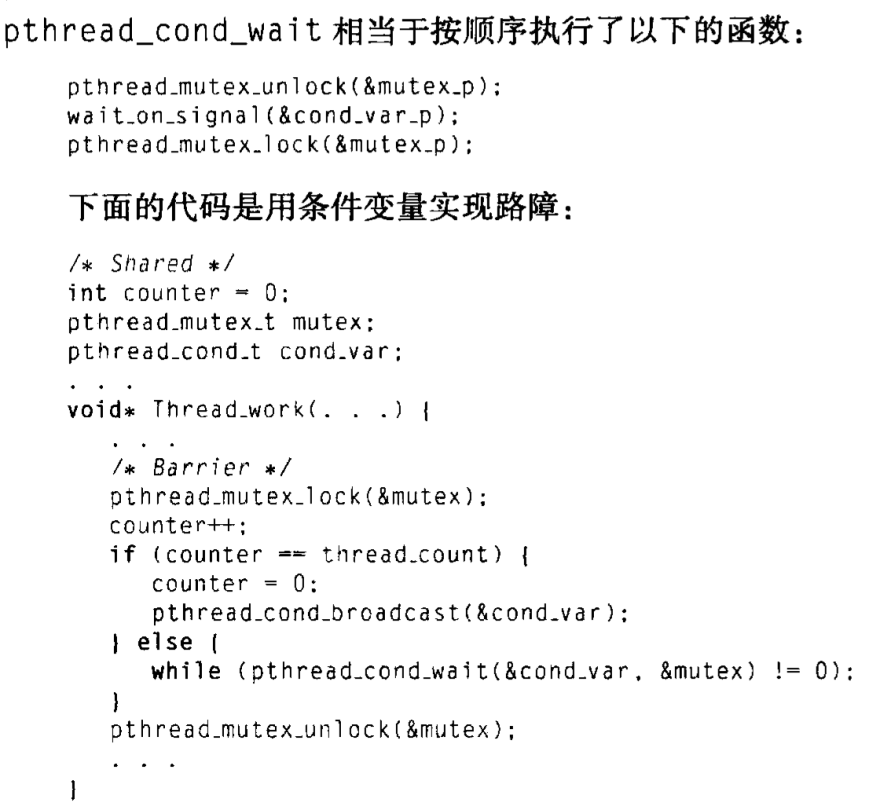 pthread_cond_wait 相当于按顺序执行了以下的函数：
pthread_mutex_unlock(&mutex_p);
wait_on_signal(&cond_var_p);
pthread_mutex_lock(&mutex_p);
下面的代码是用条件变量实现路障：
/* Shared */
int counter = 0;
pthread_mutex_t mutex;
pthread_cond_t cond_var;
. . .
void* Thread_work(. . .) {
. . .
/* Barrier */
pthread_mutex_lock(&mutex);
counter++;
if (counter == thread_count) {
counter = 0;
pthread_cond_broadcast(&cond_var);
} else {
while (pthread_cond_wait(&cond_var, &mutex) != 0);
}
pthread_mutex_unlock(&mutex);
. . .
}